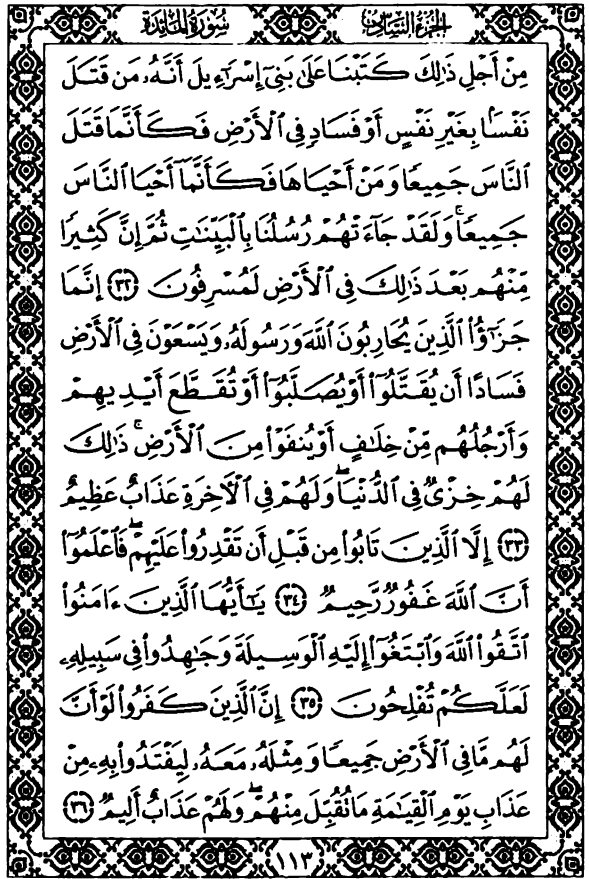 الجزء السادس سورة المائدة
مِنْ أَجْلِ ذَٰلِكَ كَتَبْنَا عَلَىٰ بَنِىٓ إِسْرَٰٓءِيلَ أَنَّهُۥ مَن قَتَلَ
نَفْسًۢا بِغَيْرِ نَفْسٍ أَوْ فَسَادٍ فِى ٱلْأَرْضِ فَكَأَنَّمَا قَتَلَ
ٱلنَّاسَ جَمِيعًا وَمَنْ أَحْيَاهَا فَكَأَنَّمَآ أَحْيَا ٱلنَّاسَ
جَمِيعًا ۚ وَلَقَدْ جَآءَتْهُمْ رُسُلُنَا بِٱلْبَيِّنَٰتِ ثُمَّ إِنَّ كَثِيرًا
مِّنْهُم بَعْدَ ذَٰلِكَ فِى ٱلْأَرْضِ لَمُسْرِفُونَ ٣٢ إِنَّمَا
جَزَٰٓؤُا۟ ٱلَّذِينَ يُحَارِبُونَ ٱللَّهَ وَرَسُولَهُۥ وَيَسْعَوْنَ فِى ٱلْأَرْضِ
فَسَادًا أَن يُقَتَّلُوٓا۟ أَوْ يُصَلَّبُوٓا۟ أَوْ تُقَطَّعَ أَيْدِيهِمْ
وَأَرْجُلُهُم مِّنْ خِلَٰفٍ أَوْ يُنفَوْا۟ مِنَ ٱلْأَرْضِ ۚ ذَٰلِكَ
لَهُمْ خِزْىٌ فِى ٱلدُّنْيَا ۖ وَلَهُمْ فِى ٱلْءَاخِرَةِ عَذَابٌ عَظِيمٌ
٣٣ إِلَّا ٱلَّذِينَ تَابُوا۟ مِن قَبْلِ أَن تَقْدِرُوا۟ عَلَيْهِمْ ۖ فَٱعْلَمُوٓا۟
أَنَّ ٱللَّهَ غَفُورٌ رَّحِيمٌ ٣٤ يَٰٓأَيُّهَا ٱلَّذِينَ ءَامَنُوا۟
ٱتَّقُوا۟ ٱللَّهَ وَٱبْتَغُوٓا۟ إِلَيْهِ ٱلْوَسِيلَةَ وَجَٰهِدُوا۟ فِى سَبِيلِهِۦ
لَعَلَّكُمْ تُفْلِحُونَ ٣٥ إِنَّ ٱلَّذِينَ كَفَرُوا۟ لَوْ أَنَّ
لَهُم مَّا فِى ٱلْأَرْضِ جَمِيعًا وَمِثْلَهُۥ مَعَهُۥ لِيَفْتَدُوا۟ بِهِۦ مِنْ
عَذَابِ يَوْمِ ٱلْقِيَٰمَةِ مَا تُقُبِّلَ مِنْهُمْ ۖ وَلَهُمْ عَذَابٌ أَلِيمٌ ٣٦
١١٣